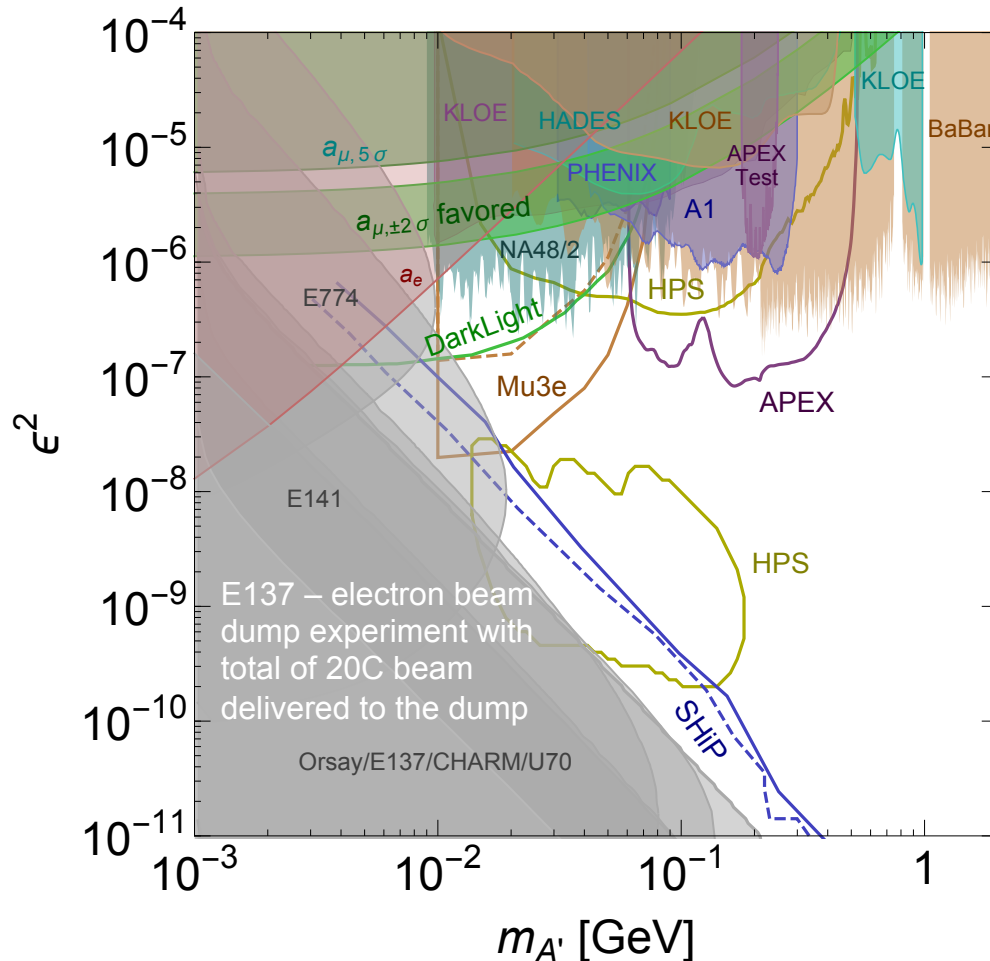 10⁻⁴
10⁻⁵
10⁻⁶
10⁻⁷
10⁻⁸
10⁻⁹
10⁻¹⁰
10⁻¹¹
ϵ²
KLOE
HADES
KLOE
KLOE
BaBar
aμ,5 σ
PHENIX
APEX
Test
A1
aμ,±2 σ favored
NA48/2
ae
E774
HPS
DarkLight
Mu3e
APEX
E141
HPS
E137 – electron beam
dump experiment with
total of 20C beam
delivered to the dump
SHiP
Orsay/E137/CHARM/U70
10⁻³
10⁻²
10⁻¹
1
mA' [GeV]